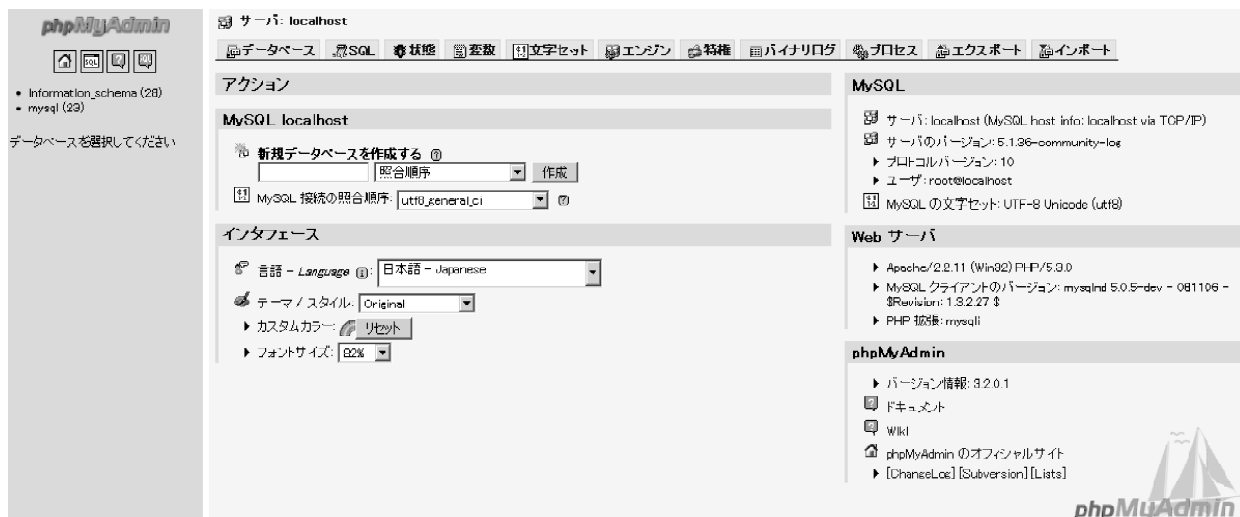 phpMyAdmin
Information_schema (28)
mysql (23)
データベースを選択してください
サーバ: localhost
データベース SQL 状態 変数 文字セット エンジン 特権 バイナリログ プロセス エクスポート インポート
アクション
MySQL localhost
新規データベースを作成する
照合順序 作成
MySQL 接続の照合順序: utf8_general_ci
インタフェース
言語 - Language: 日本語 - Japanese
テーマ / スタイル: Original
カスタムカラー: リセット
フォントサイズ: 82%
MySQL
サーバ: localhost (MySQL host info: localhost via TCP/IP)
サーバのバージョン: 5.1.36-community-log
プロトコルバージョン: 10
ユーザ: root@localhost
MySQL の文字セット: UTF-8 Unicode (utf8)
Web サーバ
Apache/2.2.11 (Win32) PHP/5.3.0
MySQL クライアントのバージョン: mysqlnd 5.0.5-dev - 081106 -
$Revision: 1.3.2.27 $
PHP 拡張: mysqli
phpMyAdmin
バージョン情報: 3.2.0.1
ドキュメント
Wiki
phpMyAdmin のオフィシャルサイト
[ChangeLog] [Subversion] [Lists]
phpMyAdmin